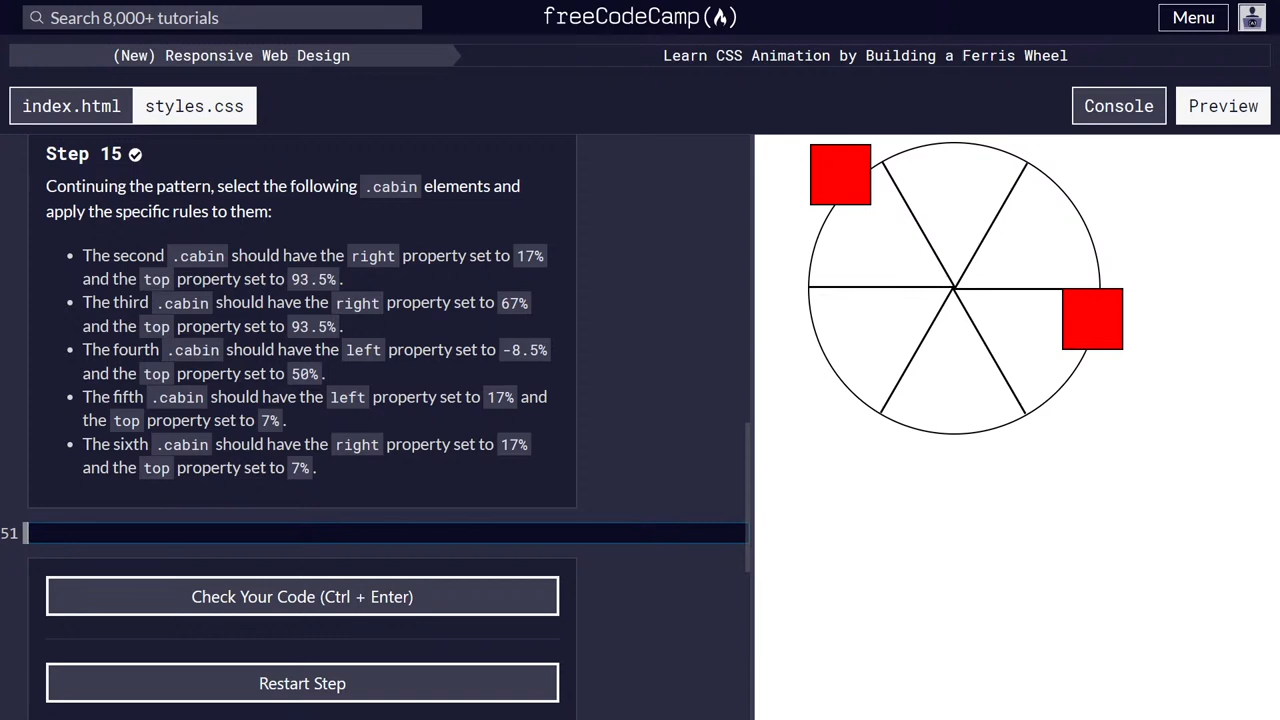 Search 8,000+ tutorials
freeCodeCamp
Menu
(New) Responsive Web Design
Learn CSS Animation by Building a Ferris Wheel
index.html
styles.css
Console
Preview
Step 15
Continuing the pattern, select the following .cabin elements and
apply the specific rules to them:
The second .cabin should have the right property set to 17%
and the top property set to 93.5%.
The third .cabin should have the right property set to 67%
and the top property set to 93.5%.
The fourth .cabin should have the left property set to -8.5%
and the top property set to 50%.
The fifth .cabin should have the left property set to 17% and
the top property set to 7%.
The sixth .cabin should have the right property set to 17%
and the top property set to 7%.
51
Check Your Code (Ctrl + Enter)
Restart Step